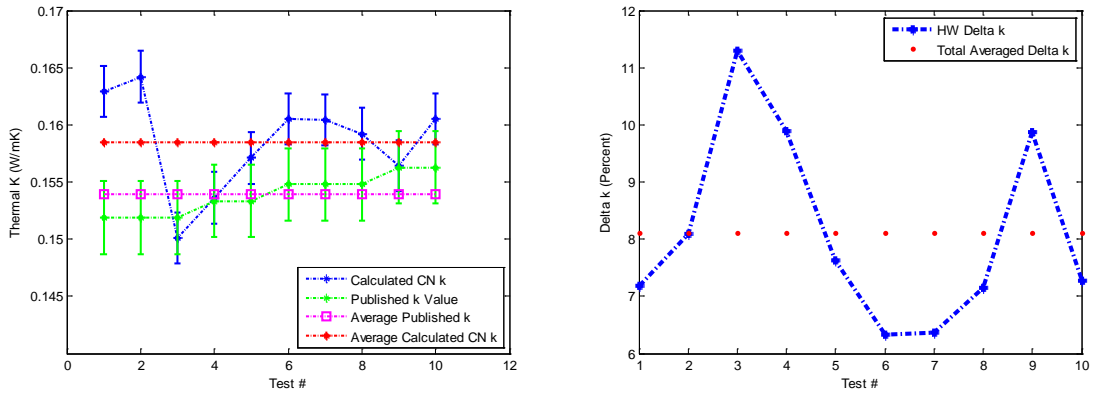 0.17
0.165
0.16
0.155
0.15
0.145
Thermal K (W/mK)
0 2 4 6 8 10 12
Test #
Calculated CN k
Published k Value
Average Published k
Average Calculated CN k
12
11
10
9
8
7
6
Delta k (Percent)
1 2 3 4 5 6 7 8 9 10
Test #
HW Delta k
Total Averaged Delta k